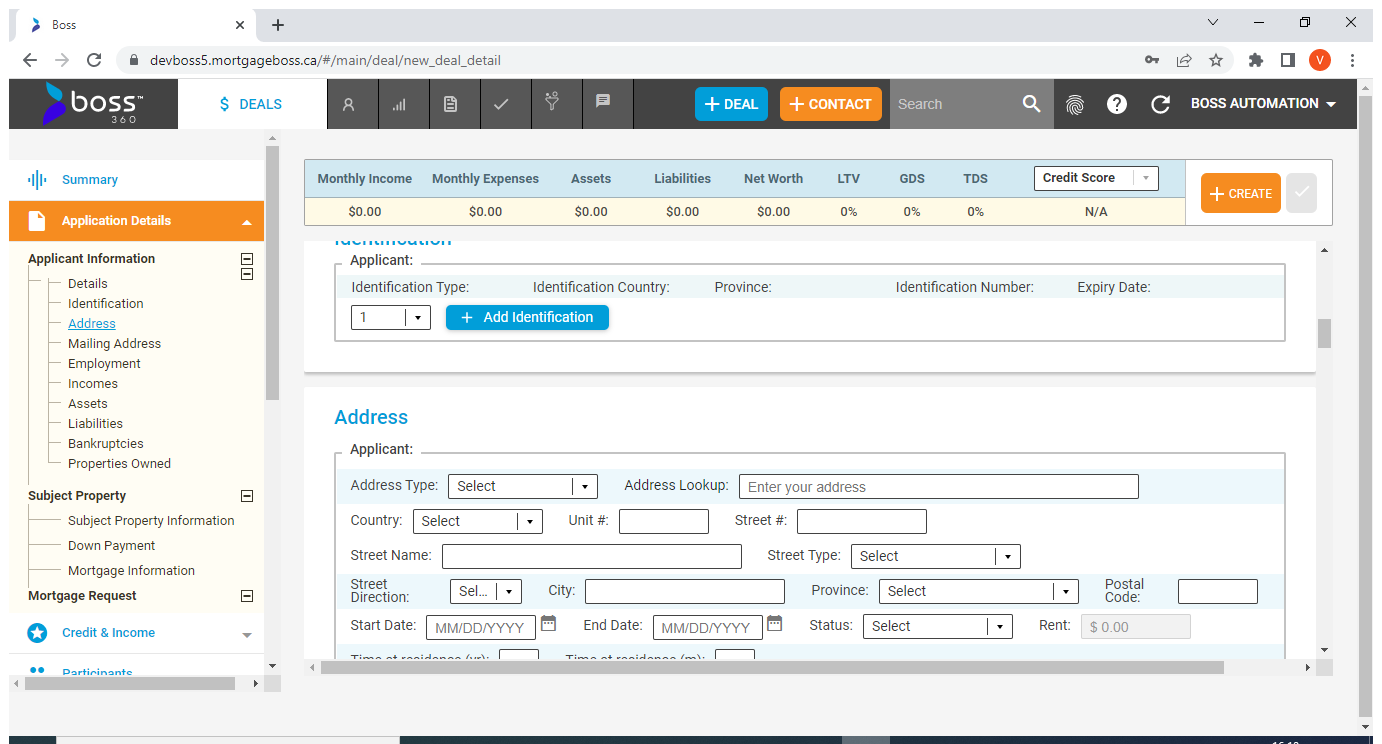 Boss
devboss5.mortgageboss.ca/#/main/deal/new_deal_detail
V
boss™
360
$ DEALS
+ DEAL
+ CONTACT
Search
BOSS AUTOMATION
Summary
Application Details
Applicant Information
Details
Identification
Address
Mailing Address
Employment
Incomes
Assets
Liabilities
Bankruptcies
Properties Owned
Subject Property
Subject Property Information
Down Payment
Mortgage Information
Mortgage Request
Credit & Income
Participants
Monthly Income Monthly Expenses Assets Liabilities Net Worth LTV GDS TDS Credit Score
$0.00 $0.00 $0.00 $0.00 $0.00 0% 0% 0% N/A
+ CREATE
Identification
Applicant:
Identification Type: Identification Country: Province: Identification Number: Expiry Date:
1 + Add Identification
Address
Applicant:
Address Type: Select Address Lookup: Enter your address
Country: Select Unit #: Street #:
Street Name: Street Type: Select
Street Direction: Sel... City: Province: Select Postal Code:
Start Date: MM/DD/YYYY End Date: MM/DD/YYYY Status: Select Rent: $ 0.00
Time at residence (yr): Time at residence (m):